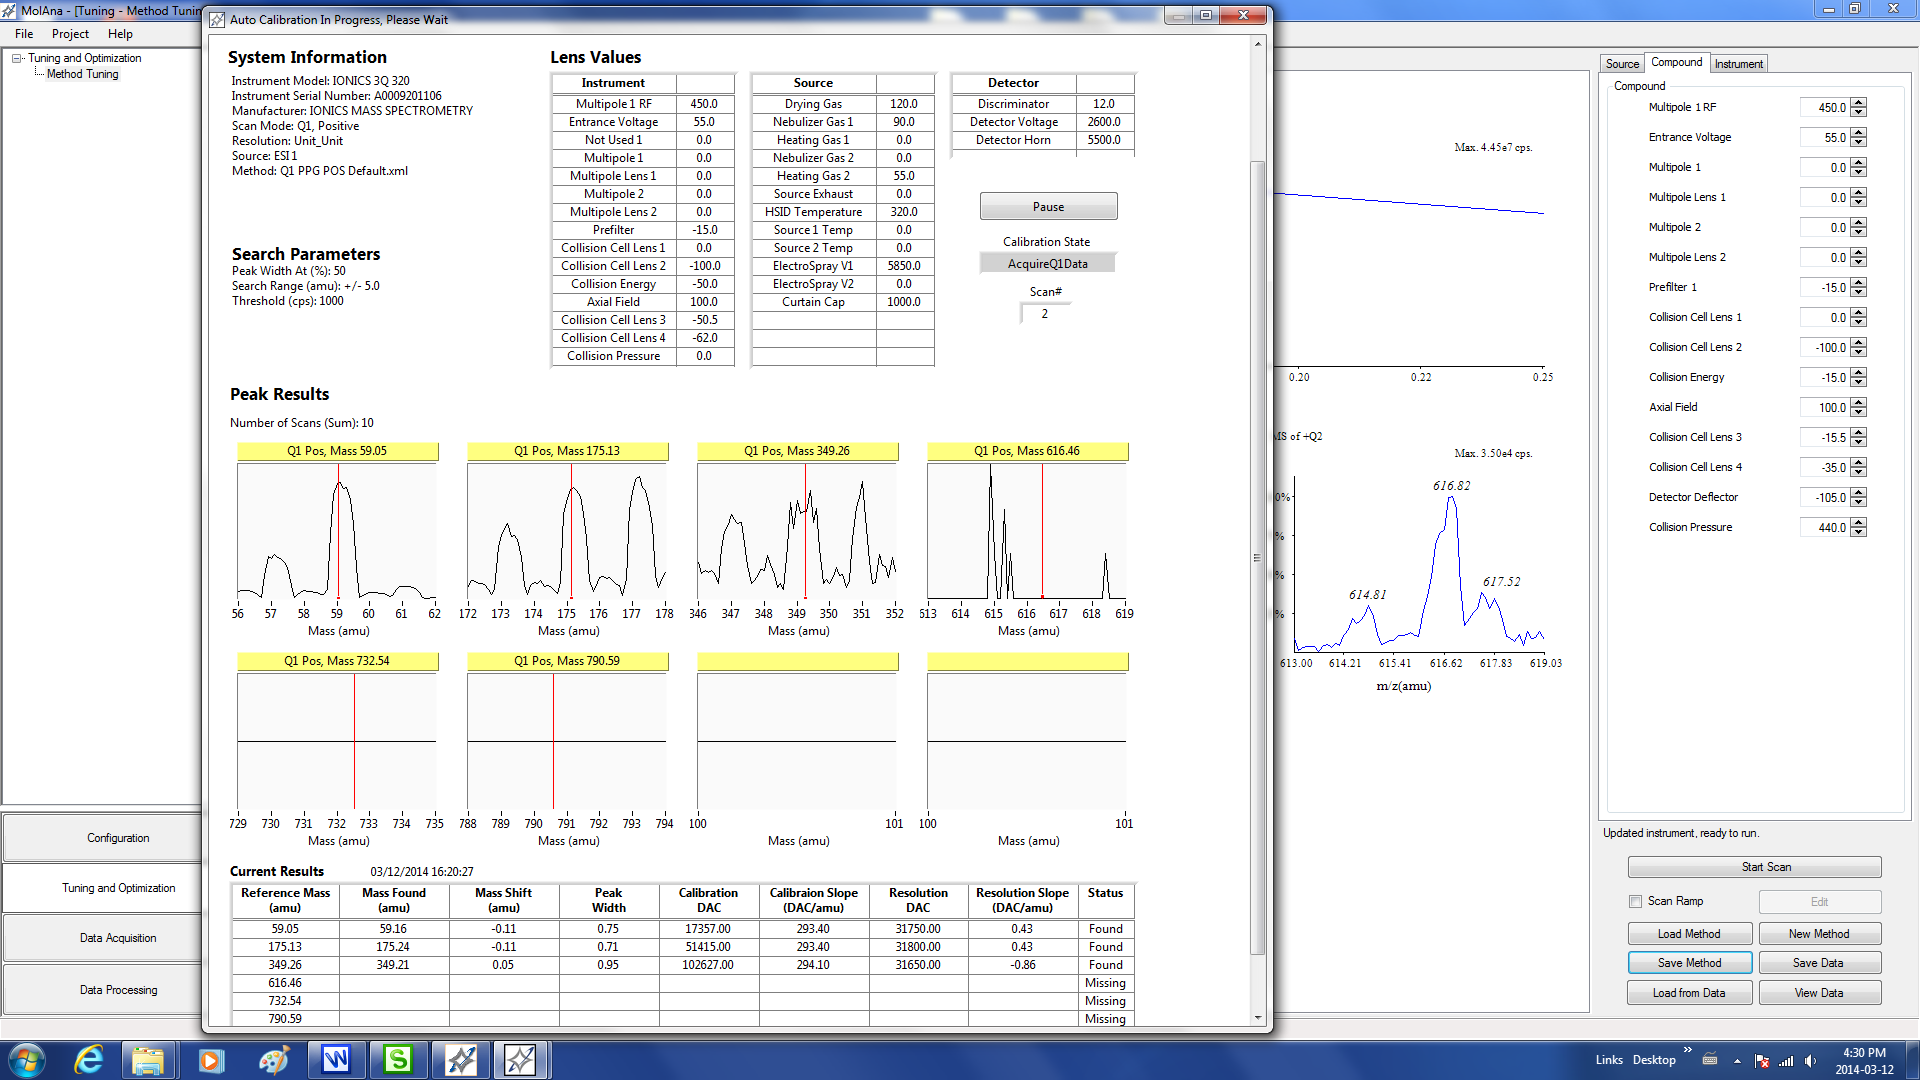 MolAna - [Tuning - Method Tunin
File Project Help
Tuning and Optimization
Method Tuning
Configuration
Tuning and Optimization
Data Acquisition
Data Processing
Auto Calibration In Progress, Please Wait
System Information
Instrument Model: IONICS 3Q 320
Instrument Serial Number: A0009201106
Manufacturer: IONICS MASS SPECTROMETRY
Scan Mode: Q1, Positive
Resolution: Unit_Unit
Source: ESI 1
Method: Q1 PPG POS Default.xml
Search Parameters
Peak Width At (%): 50
Search Range (amu): +/- 5.0
Threshold (cps): 1000
Lens Values
Instrument
Multipole 1 RF 450.0
Entrance Voltage 55.0
Not Used 1 0.0
Multipole 1 0.0
Multipole Lens 1 0.0
Multipole 2 0.0
Multipole Lens 2 0.0
Prefilter -15.0
Collision Cell Lens 1 0.0
Collision Cell Lens 2 -100.0
Collision Energy -50.0
Axial Field 100.0
Collision Cell Lens 3 -50.5
Collision Cell Lens 4 -62.0
Collision Pressure 0.0
Source
Drying Gas 120.0
Nebulizer Gas 1 90.0
Heating Gas 1 0.0
Nebulizer Gas 2 0.0
Heating Gas 2 55.0
Source Exhaust 0.0
HSID Temperature 320.0
Source 1 Temp 0.0
Source 2 Temp 0.0
ElectroSpray V1 5850.0
ElectroSpray V2 0.0
Curtain Cap 1000.0
Detector
Discriminator 12.0
Detector Voltage 2600.0
Detector Horn 5500.0
Pause
Calibration State
AcquireQ1Data
Scan#
2
Peak Results
Number of Scans (Sum): 10
Q1 Pos, Mass 59.05
56 57 58 59 60 61 62
Mass (amu)
Q1 Pos, Mass 175.13
172 173 174 175 176 177 178
Mass (amu)
Q1 Pos, Mass 349.26
346 347 348 349 350 351 352
Mass (amu)
Q1 Pos, Mass 616.46
613 614 615 616 617 618 619
Mass (amu)
Q1 Pos, Mass 732.54
729 730 731 732 733 734 735
Mass (amu)
Q1 Pos, Mass 790.59
788 789 790 791 792 793 794
Mass (amu)
100 101
Mass (amu)
100 101
Mass (amu)
Current Results 03/12/2014 16:20:27
Reference Mass (amu) Mass Found (amu) Mass Shift (amu) Peak Width Calibration DAC Calibraion Slope (DAC/amu) Resolution DAC Resolution Slope (DAC/amu) Status
59.05 59.16 -0.11 0.75 17357.00 293.40 31750.00 0.43 Found
175.13 175.24 -0.11 0.71 51415.00 293.40 31800.00 0.43 Found
349.26 349.21 0.05 0.95 102627.00 294.10 31650.00 -0.86 Found
616.46 Missing
732.54 Missing
790.59 Missing
Max. 4.45e7 cps.
0.20 0.22 0.25
MS of +Q2
Max. 3.50e4 cps.
616.82
617.52
614.81
0%
%
%
%
613.00 614.21 615.41 616.62 617.83 619.03
m/z(amu)
Source Compound Instrument
Compound
Multipole 1 RF 450.0
Entrance Voltage 55.0
Multipole 1 0.0
Multipole Lens 1 0.0
Multipole 2 0.0
Multipole Lens 2 0.0
Prefilter 1 -15.0
Collision Cell Lens 1 0.0
Collision Cell Lens 2 -100.0
Collision Energy -15.0
Axial Field 100.0
Collision Cell Lens 3 -15.5
Collision Cell Lens 4 -35.0
Detector Deflector -105.0
Collision Pressure 440.0
Updated instrument, ready to run.
Start Scan
Scan Ramp Edit
Load Method New Method
Save Method Save Data
Load from Data View Data
Links Desktop
4:30 PM
2014-03-12